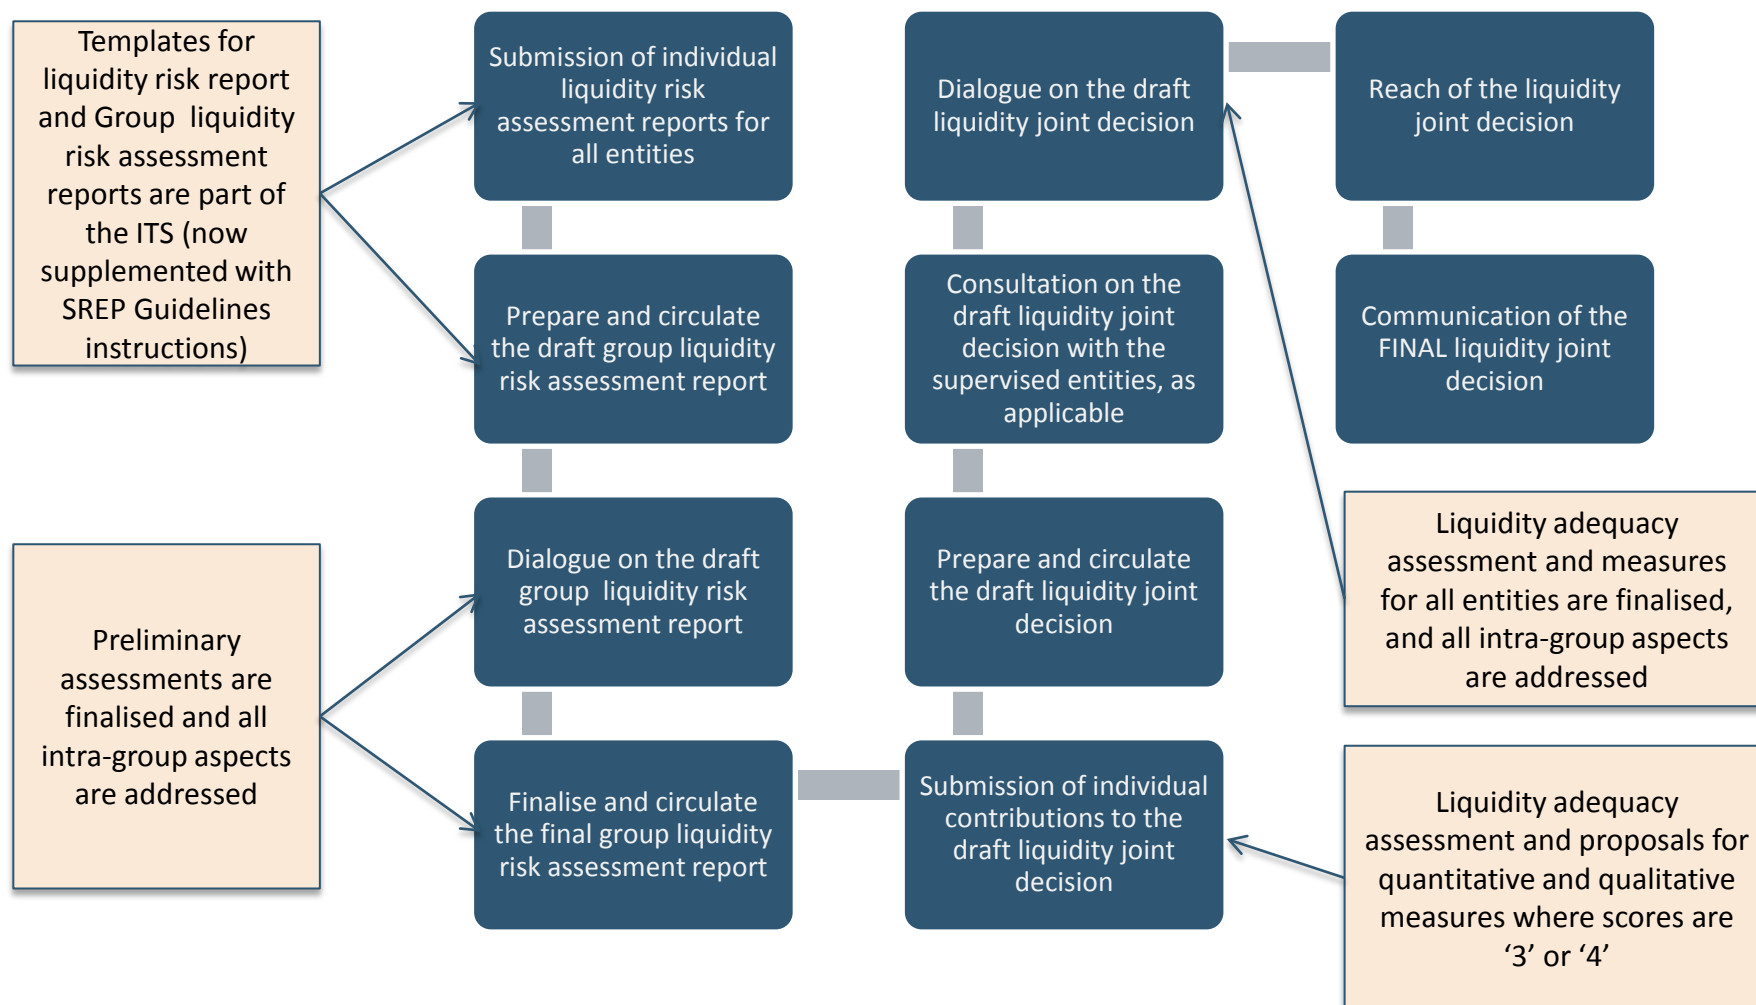 Templates for
liquidity risk report
and Group liquidity
risk assessment
reports are part of
the ITS (now
supplemented with
SREP Guidelines
instructions)
Preliminary
assessments are
finalised and all
intra-group aspects
are addressed
Submission of individual
liquidity risk
assessment reports for
all entities
Prepare and circulate
the draft group liquidity
risk assessment report
Dialogue on the draft
group liquidity risk
assessment report
Finalise and circulate
the final group liquidity
risk assessment report
Submission of individual
contributions to the
draft liquidity joint
decision
Prepare and circulate
the draft liquidity joint
decision
Consultation on the
draft liquidity joint
decision with the
supervised entities, as
applicable
Dialogue on the draft
liquidity joint decision
Reach of the liquidity
joint decision
Communication of the
FINAL liquidity joint
decision
Liquidity adequacy
assessment and measures
for all entities are finalised,
and all intra-group aspects
are addressed
Liquidity adequacy
assessment and proposals for
quantitative and qualitative
measures where scores are
‘3’ or ‘4’